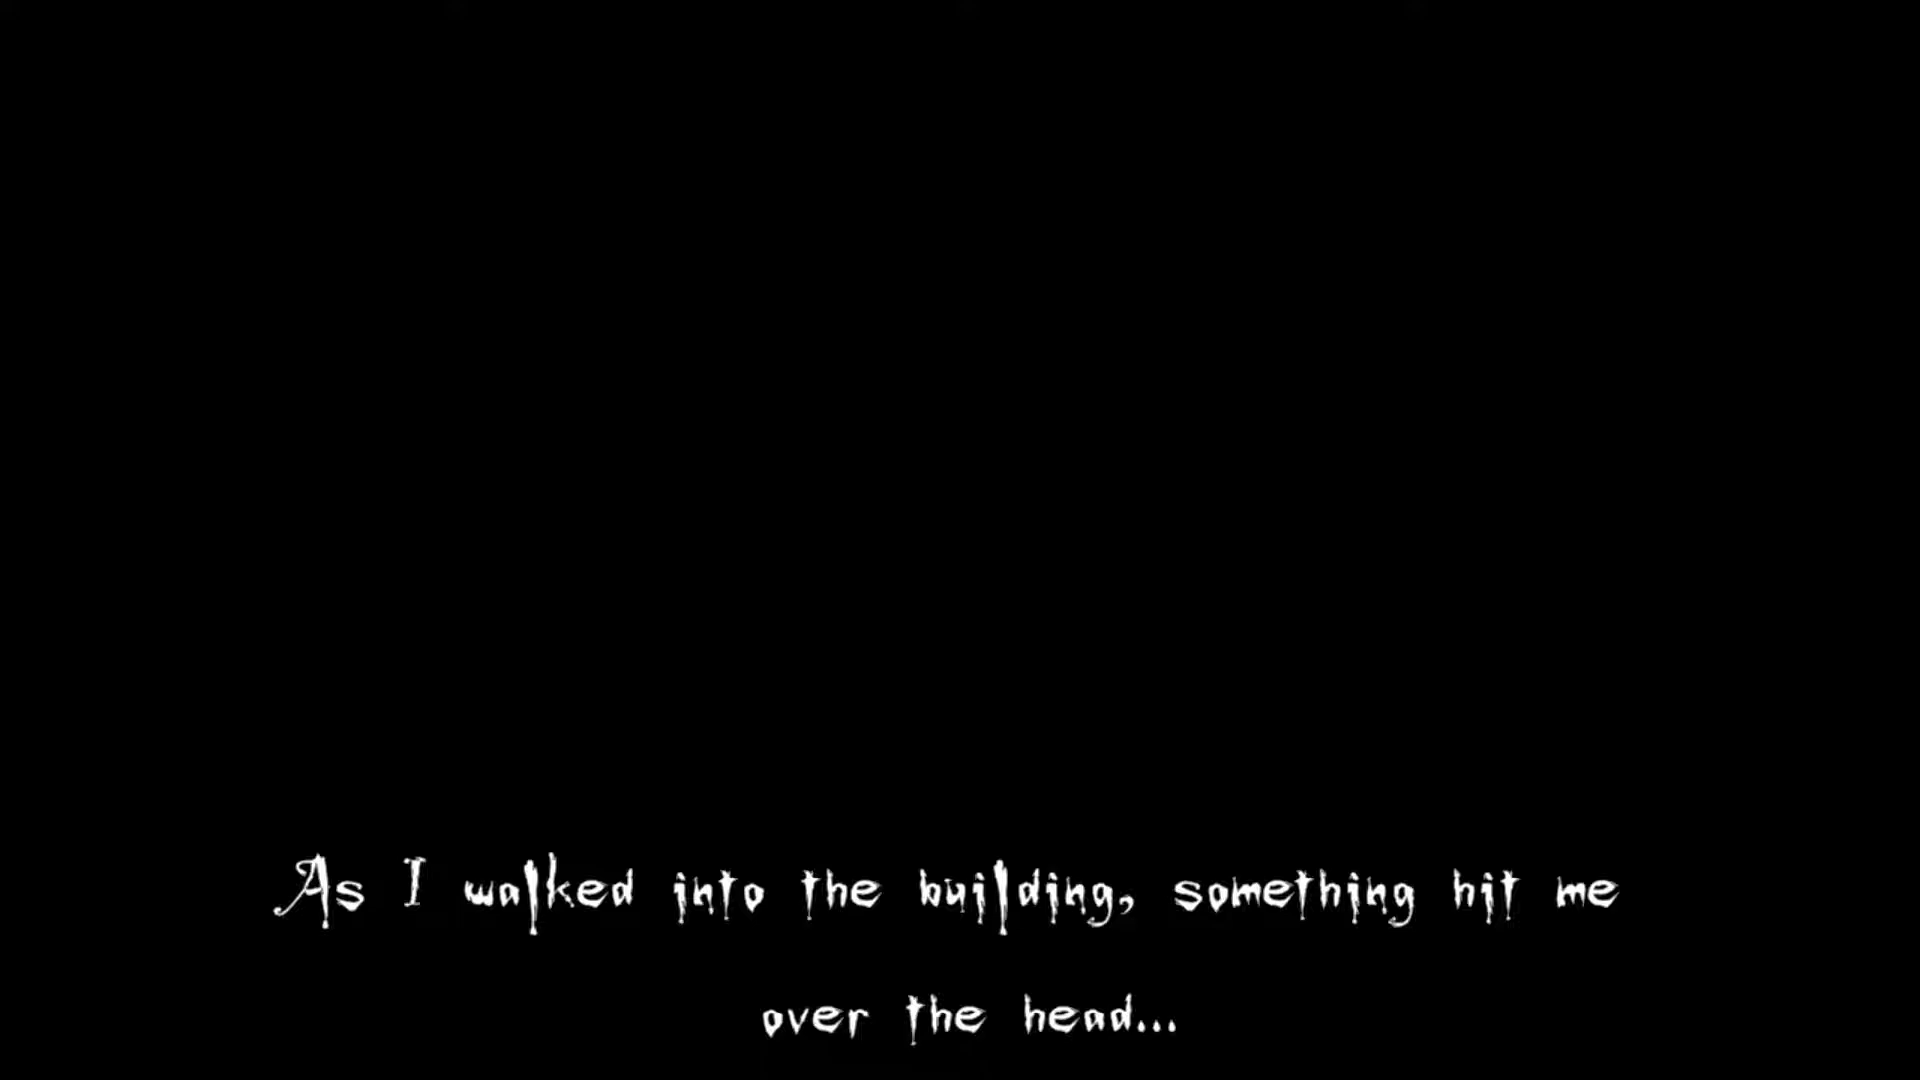 As I walked into the building, something hit me
over the head...